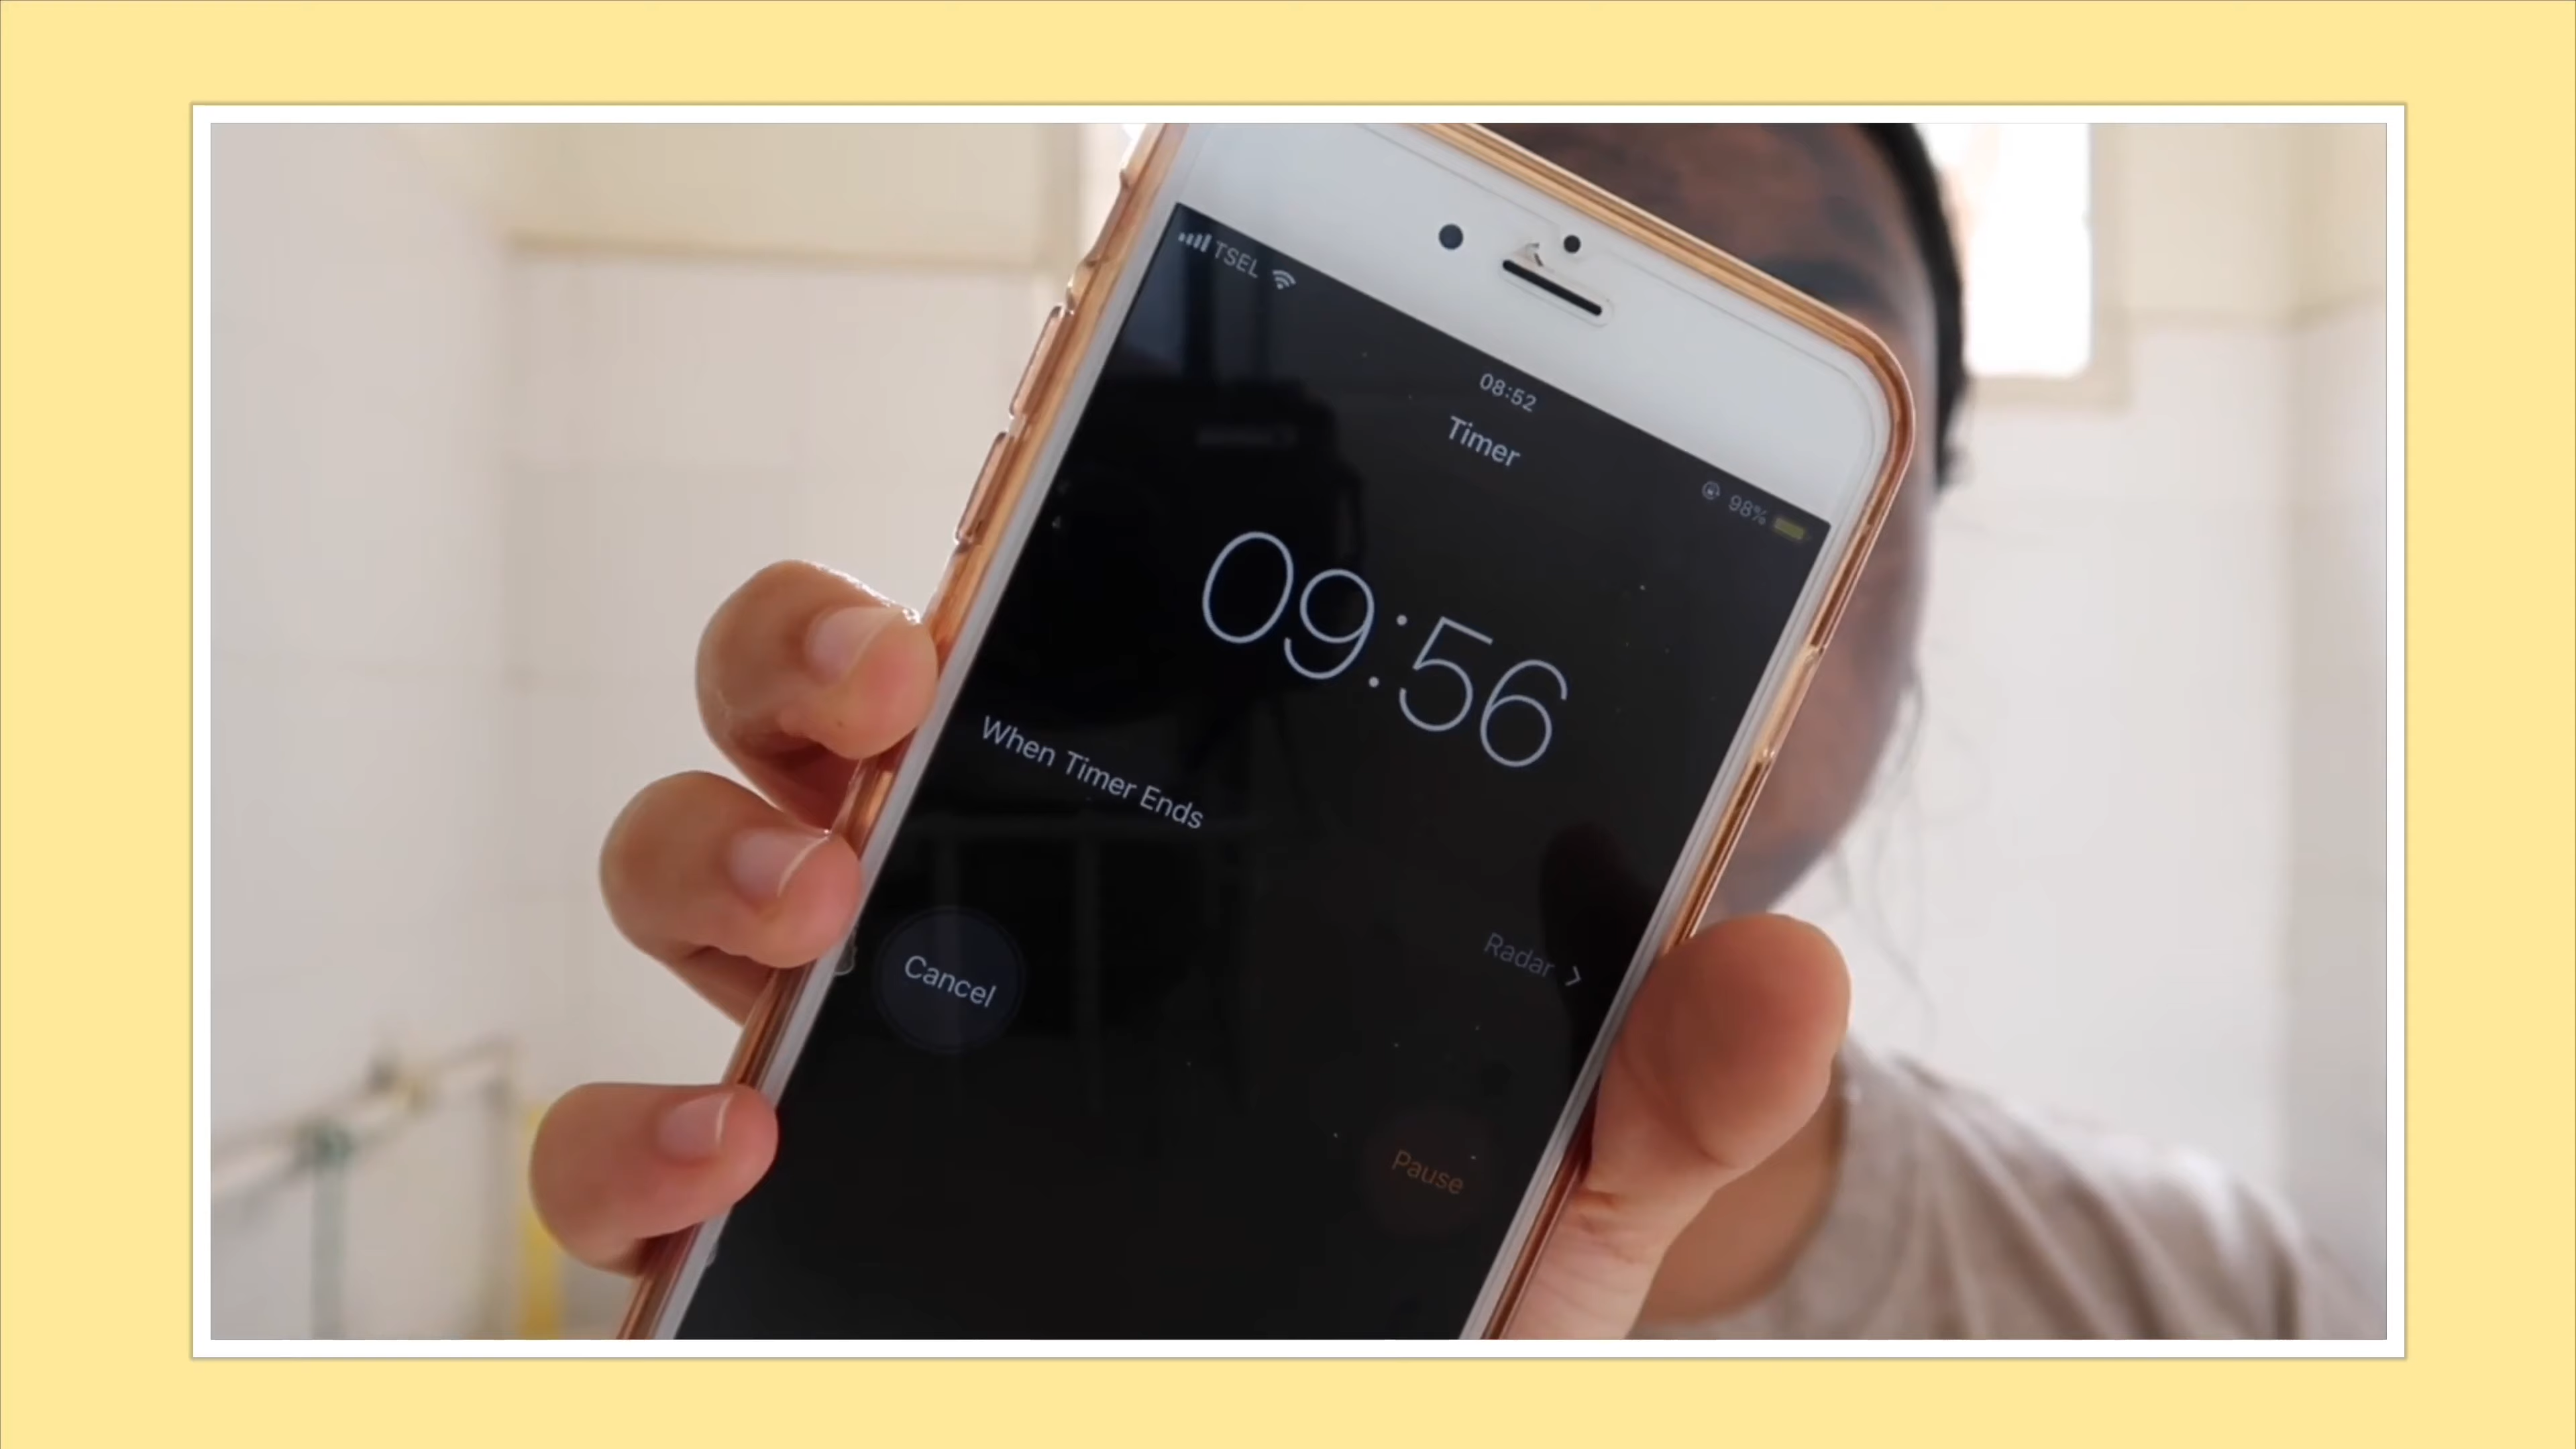 TSEL
08:52
98%
Timer
09:56
When Timer Ends
Radar >
Cancel
Pause